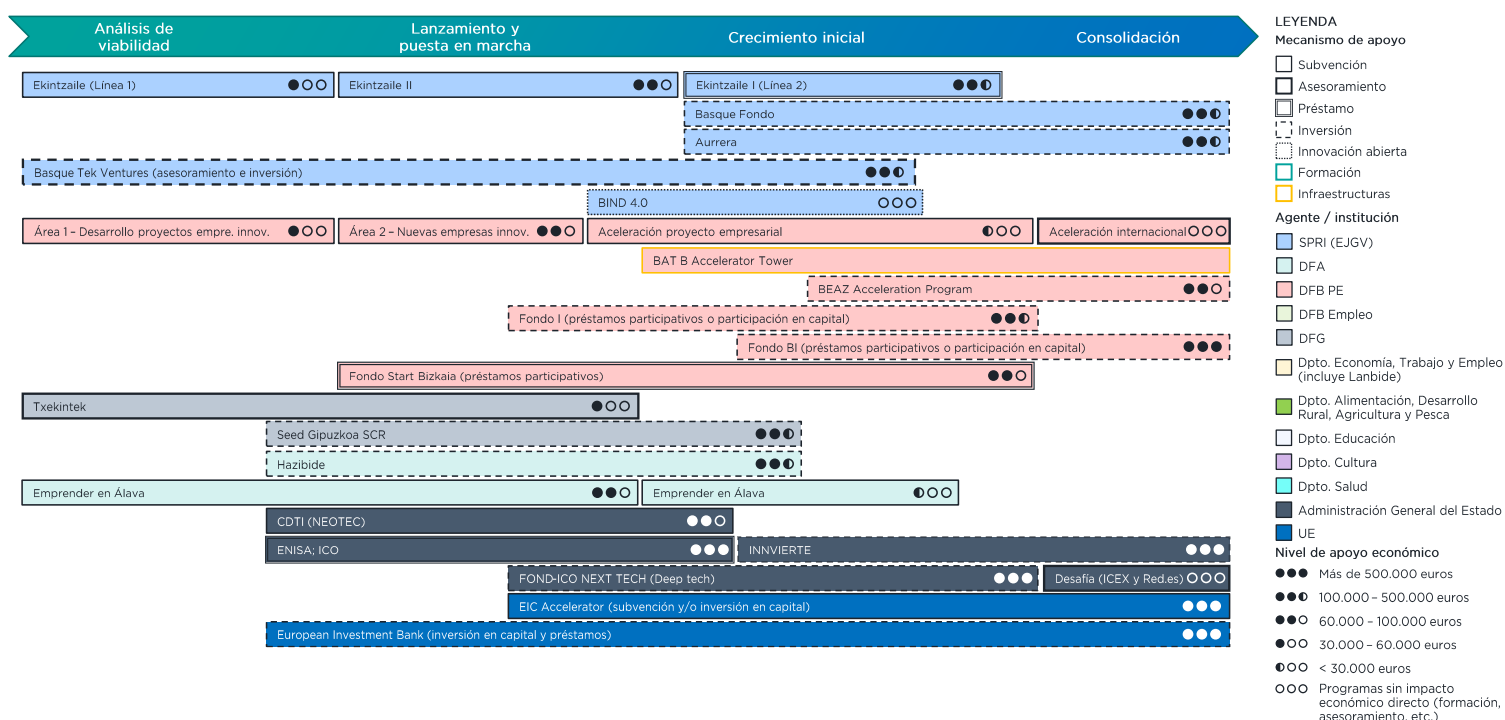 Análisis de
viabilidad
Lanzamiento y
puesta en marcha
Crecimiento inicial
Consolidación
Ekintzaile (Línea 1)
Ekintzaile II
Ekintzaile I (Línea 2)
Basque Fondo
Aurrera
Basque Tek Ventures (asesoramiento e inversión)
BIND 4.0
Área 1 – Desarrollo proyectos empre. innov.
Área 2 – Nuevas empresas innov.
Aceleración proyecto empresarial
Aceleración internacional
BAT B Accelerator Tower
BEAZ Acceleration Program
Fondo I (préstamos participativos o participación en capital)
Fondo BI (préstamos participativos o participación en capital)
Fondo Start Bizkaia (préstamos participativos)
Txekintek
Seed Gipuzkoa SCR
Hazibide
Emprender en Álava
Emprender en Álava
CDTI (NEOTEC)
ENISA; ICO
INNVIERTE
FOND-ICO NEXT TECH (Deep tech)
Desafía (ICEX y Red.es)
EIC Accelerator (subvención y/o inversión en capital)
European Investment Bank (inversión en capital y préstamos)
LEYENDA
Mecanismo de apoyo
Subvención
Asesoramiento
Préstamo
Inversión
Innovación abierta
Formación
Infraestructuras
Agente / institución
SPRI (EJGV)
DFA
DFB PE
DFB Empleo
DFG
Dpto. Economía, Trabajo y Empleo
(incluye Lanbide)
Dpto. Alimentación, Desarrollo
Rural, Agricultura y Pesca
Dpto. Educación
Dpto. Cultura
Dpto. Salud
Administración General del Estado
UE
Nivel de apoyo económico
Más de 500.000 euros
100.000 – 500.000 euros
60.000 – 100.000 euros
30.000 – 60.000 euros
< 30.000 euros
Programas sin impacto
económico directo (formación,
asesoramiento, etc.)